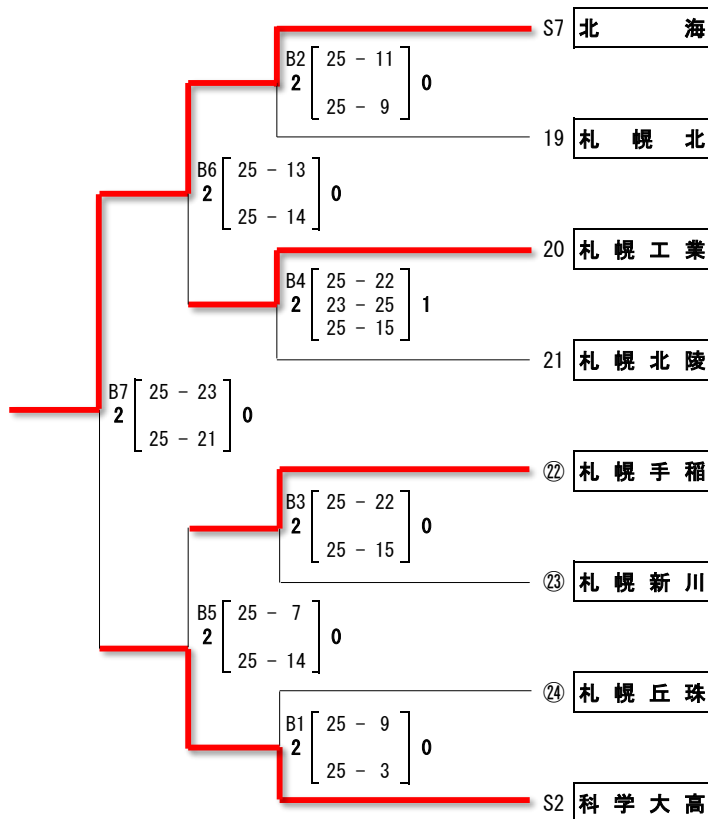 S7 北海
B2 25 - 11
2 0
25 - 9
19 札幌北
B6 25 - 13
2 0
25 - 14
20 札幌工業
B4 25 - 22
2 23 - 25 1
25 - 15
21 札幌北陵
B7 25 - 23
2 0
25 - 21
㉒ 札幌手稲
B3 25 - 22
2 0
25 - 15
㉓ 札幌新川
B5 25 - 7
2 0
25 - 14
㉔ 札幌丘珠
B1 25 - 9
2 0
25 - 3
S2 科学大高